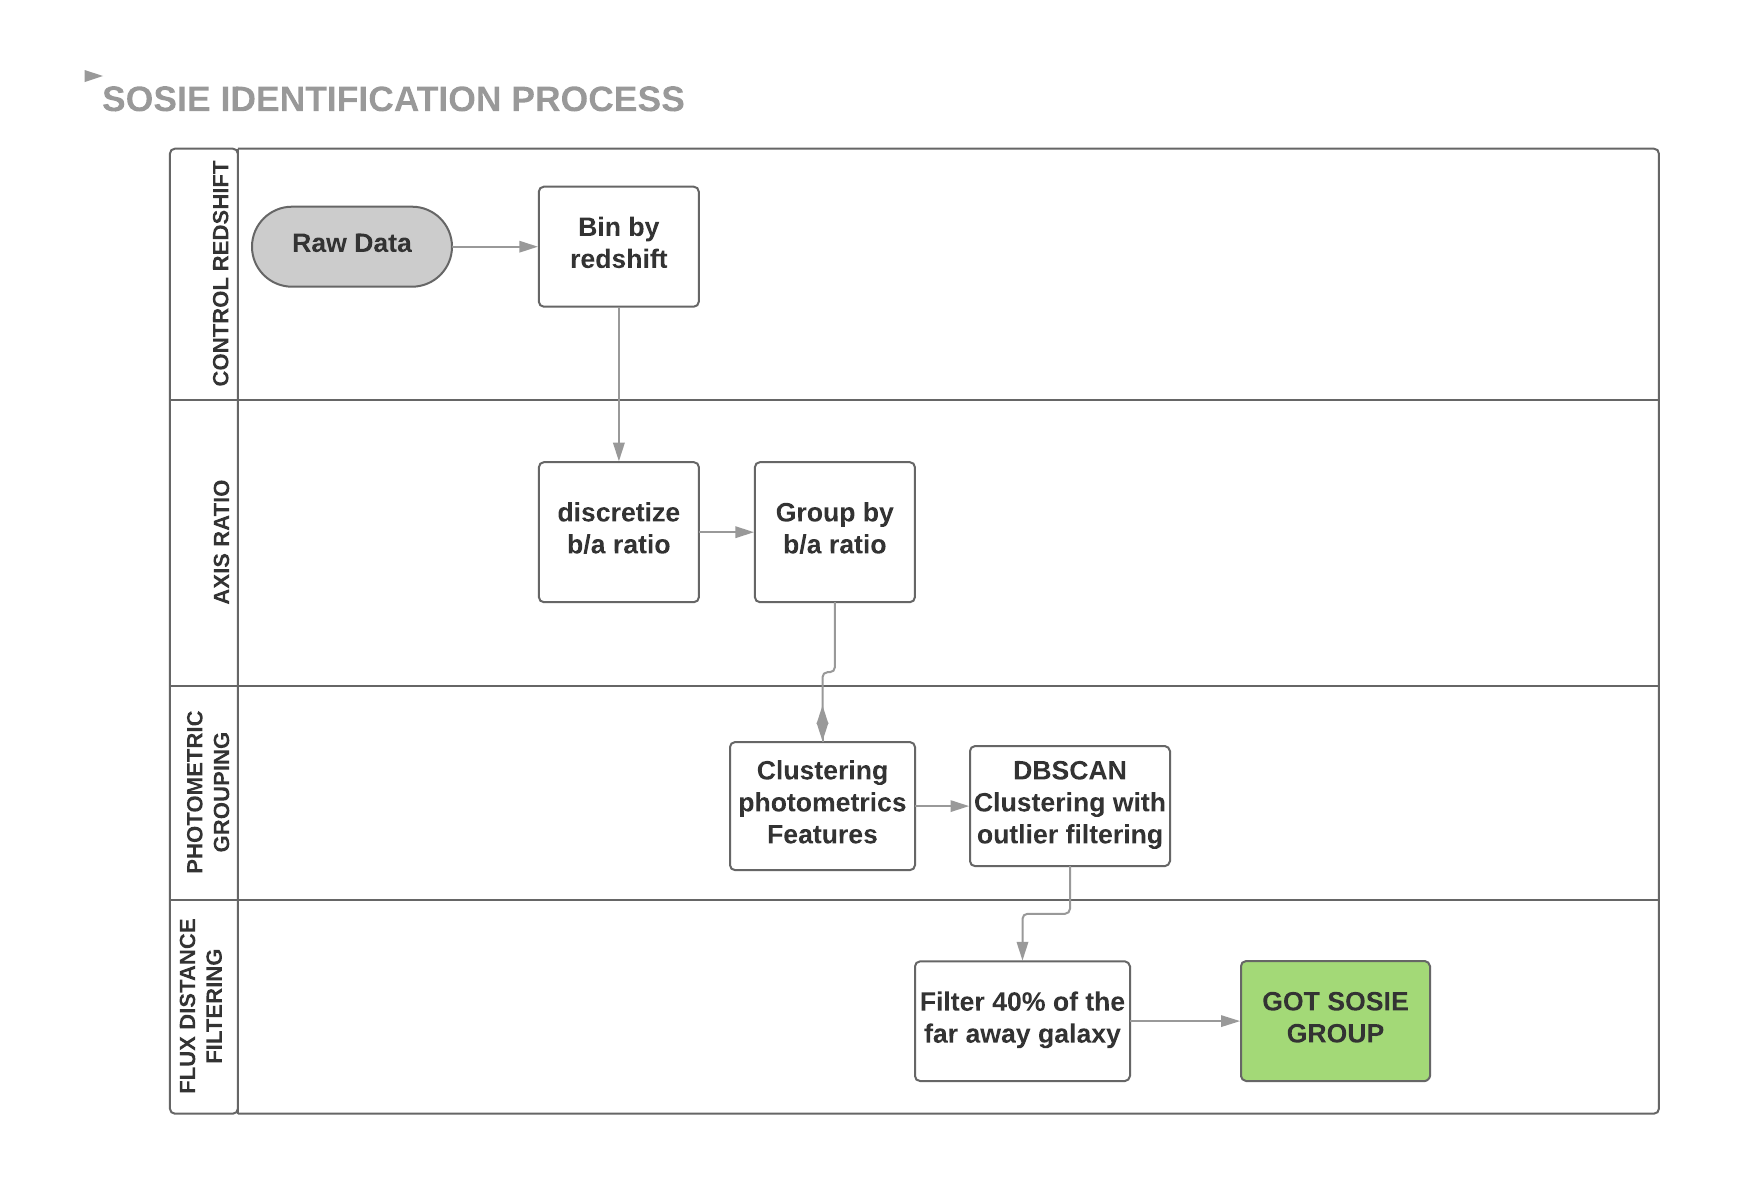 SOSIE IDENTIFICATION PROCESS
CONTROL REDSHIFT
Raw Data
Bin by
redshift
AXIS RATIO
discretize
b/a ratio
Group by
b/a ratio
PHOTOMETRIC
GROUPING
Clustering
photometrics
Features
DBSCAN
Clustering with
outlier filtering
FLUX DISTANCE
FILTERING
Filter 40% of the
far away galaxy
GOT SOSIE
GROUP